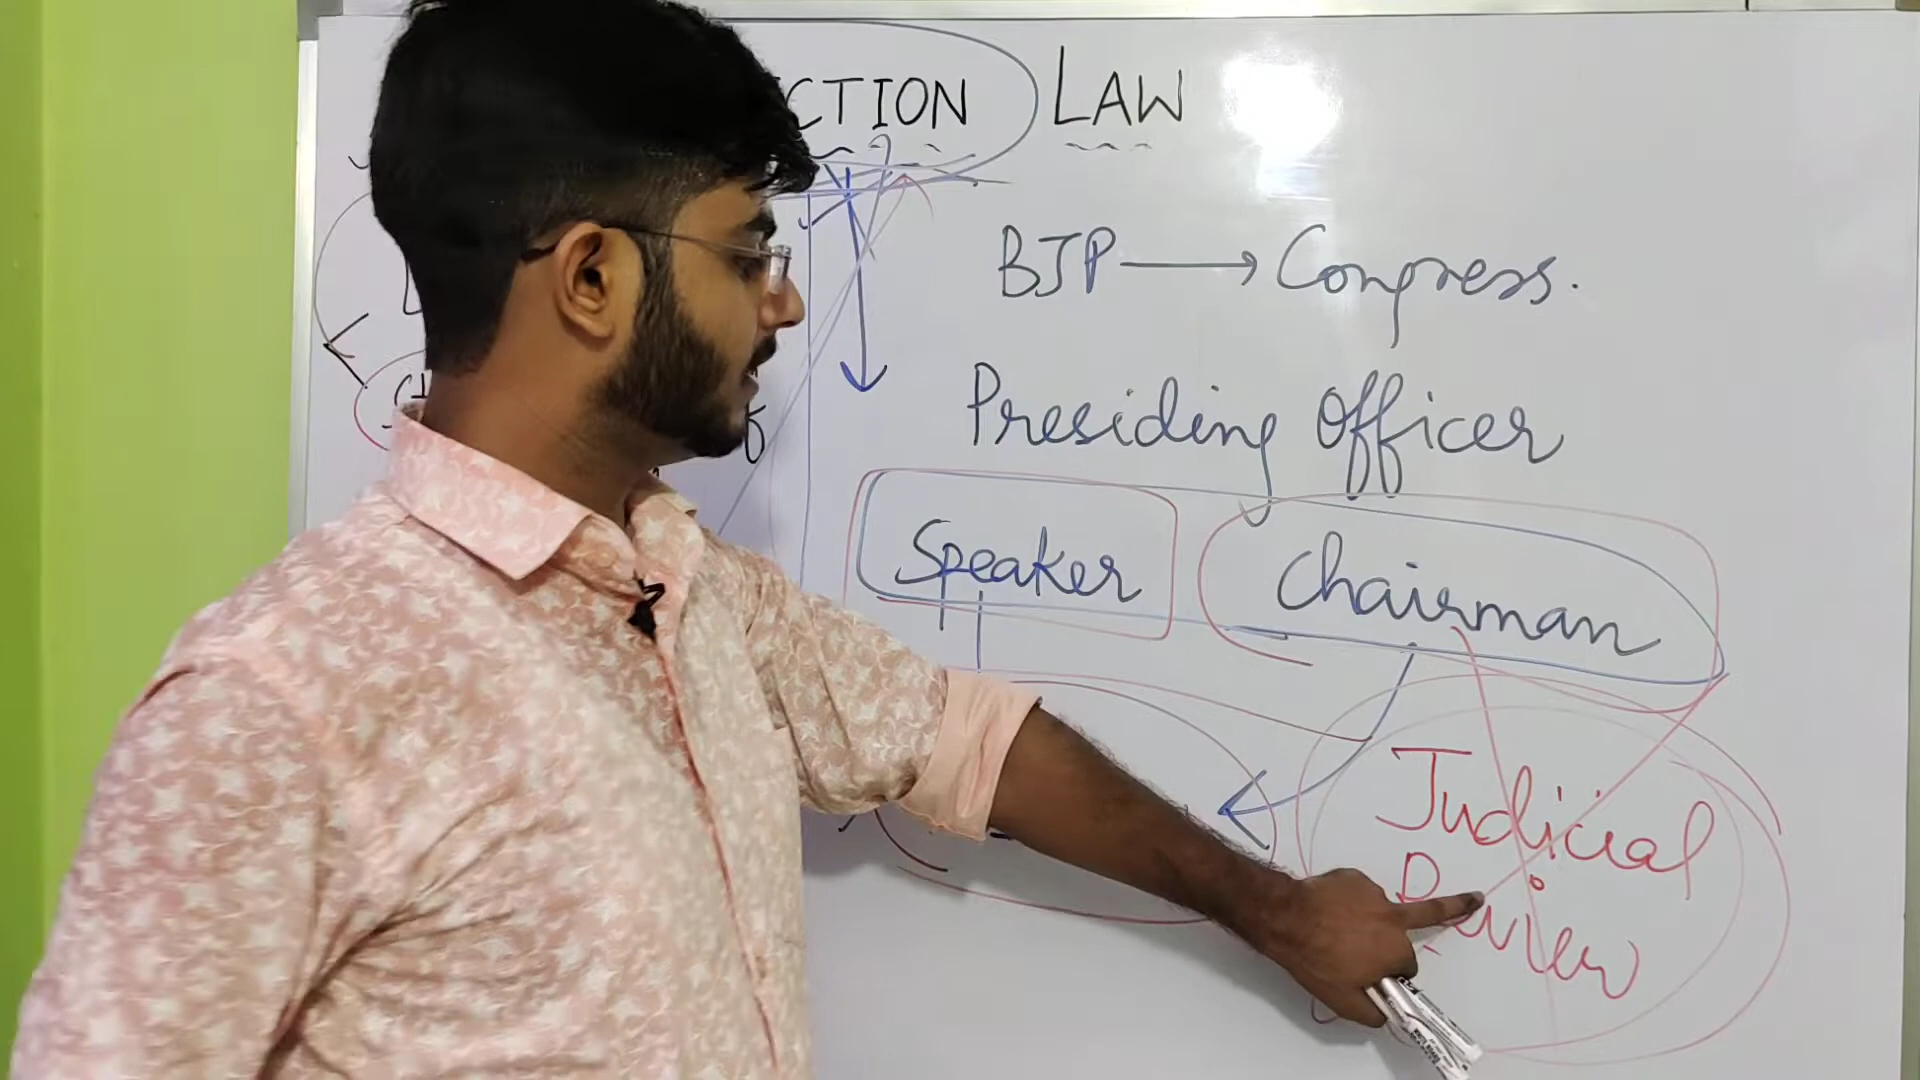 CTION LAW
BJP → Congress.
Presiding Officer
Speaker Chairman
Judicial
Review